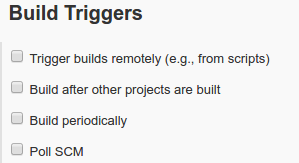 Build Triggers
Trigger builds remotely (e.g., from scripts)
Build after other projects are built
Build periodically
Poll SCM